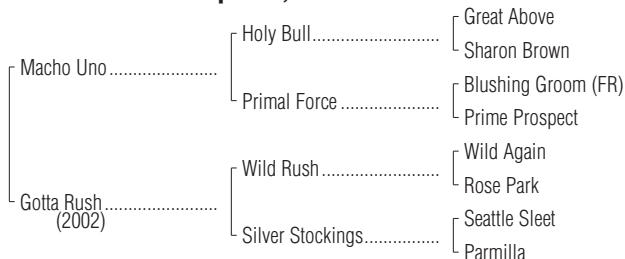 Great Above
Holy Bull
Sharon Brown
Macho Uno
Blushing Groom (FR)
Primal Force
Prime Prospect
Wild Again
Wild Rush
Rose Park
Gotta Rush
(2002)
Seattle Sleet
Silver Stockings
Parmilla